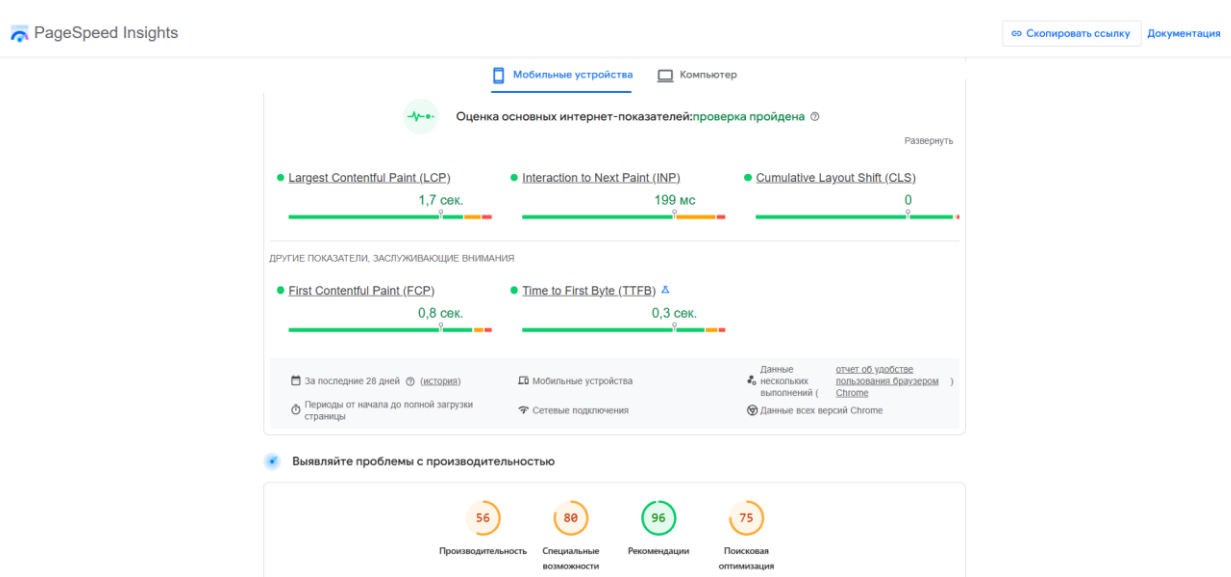 PageSpeed Insights
Скопировать ссылку
Документация
Мобильные устройства
Компьютер
Оценка основных интернет-показателей:проверка пройдена
Развернуть
Largest Contentful Paint (LCP)
1,7 сек.
Interaction to Next Paint (INP)
199 мс
Cumulative Layout Shift (CLS)
0
ДРУГИЕ ПОКАЗАТЕЛИ, ЗАСЛУЖИВАЮЩИЕ ВНИМАНИЯ
First Contentful Paint (FCP)
0,8 сек.
Time to First Byte (TTFB)
0,3 сек.
За последние 28 дней (история)
Мобильные устройства
Данные нескольких выполнений (
отчет об удобстве
пользования браузером )
Chrome
Периоды от начала до полной загрузки
страницы
Сетевые подключения
Данные всех версий Chrome
Выявляйте проблемы с производительностью
56
Производительность
80
Специальные
возможности
96
Рекомендации
75
Поисковая
оптимизация